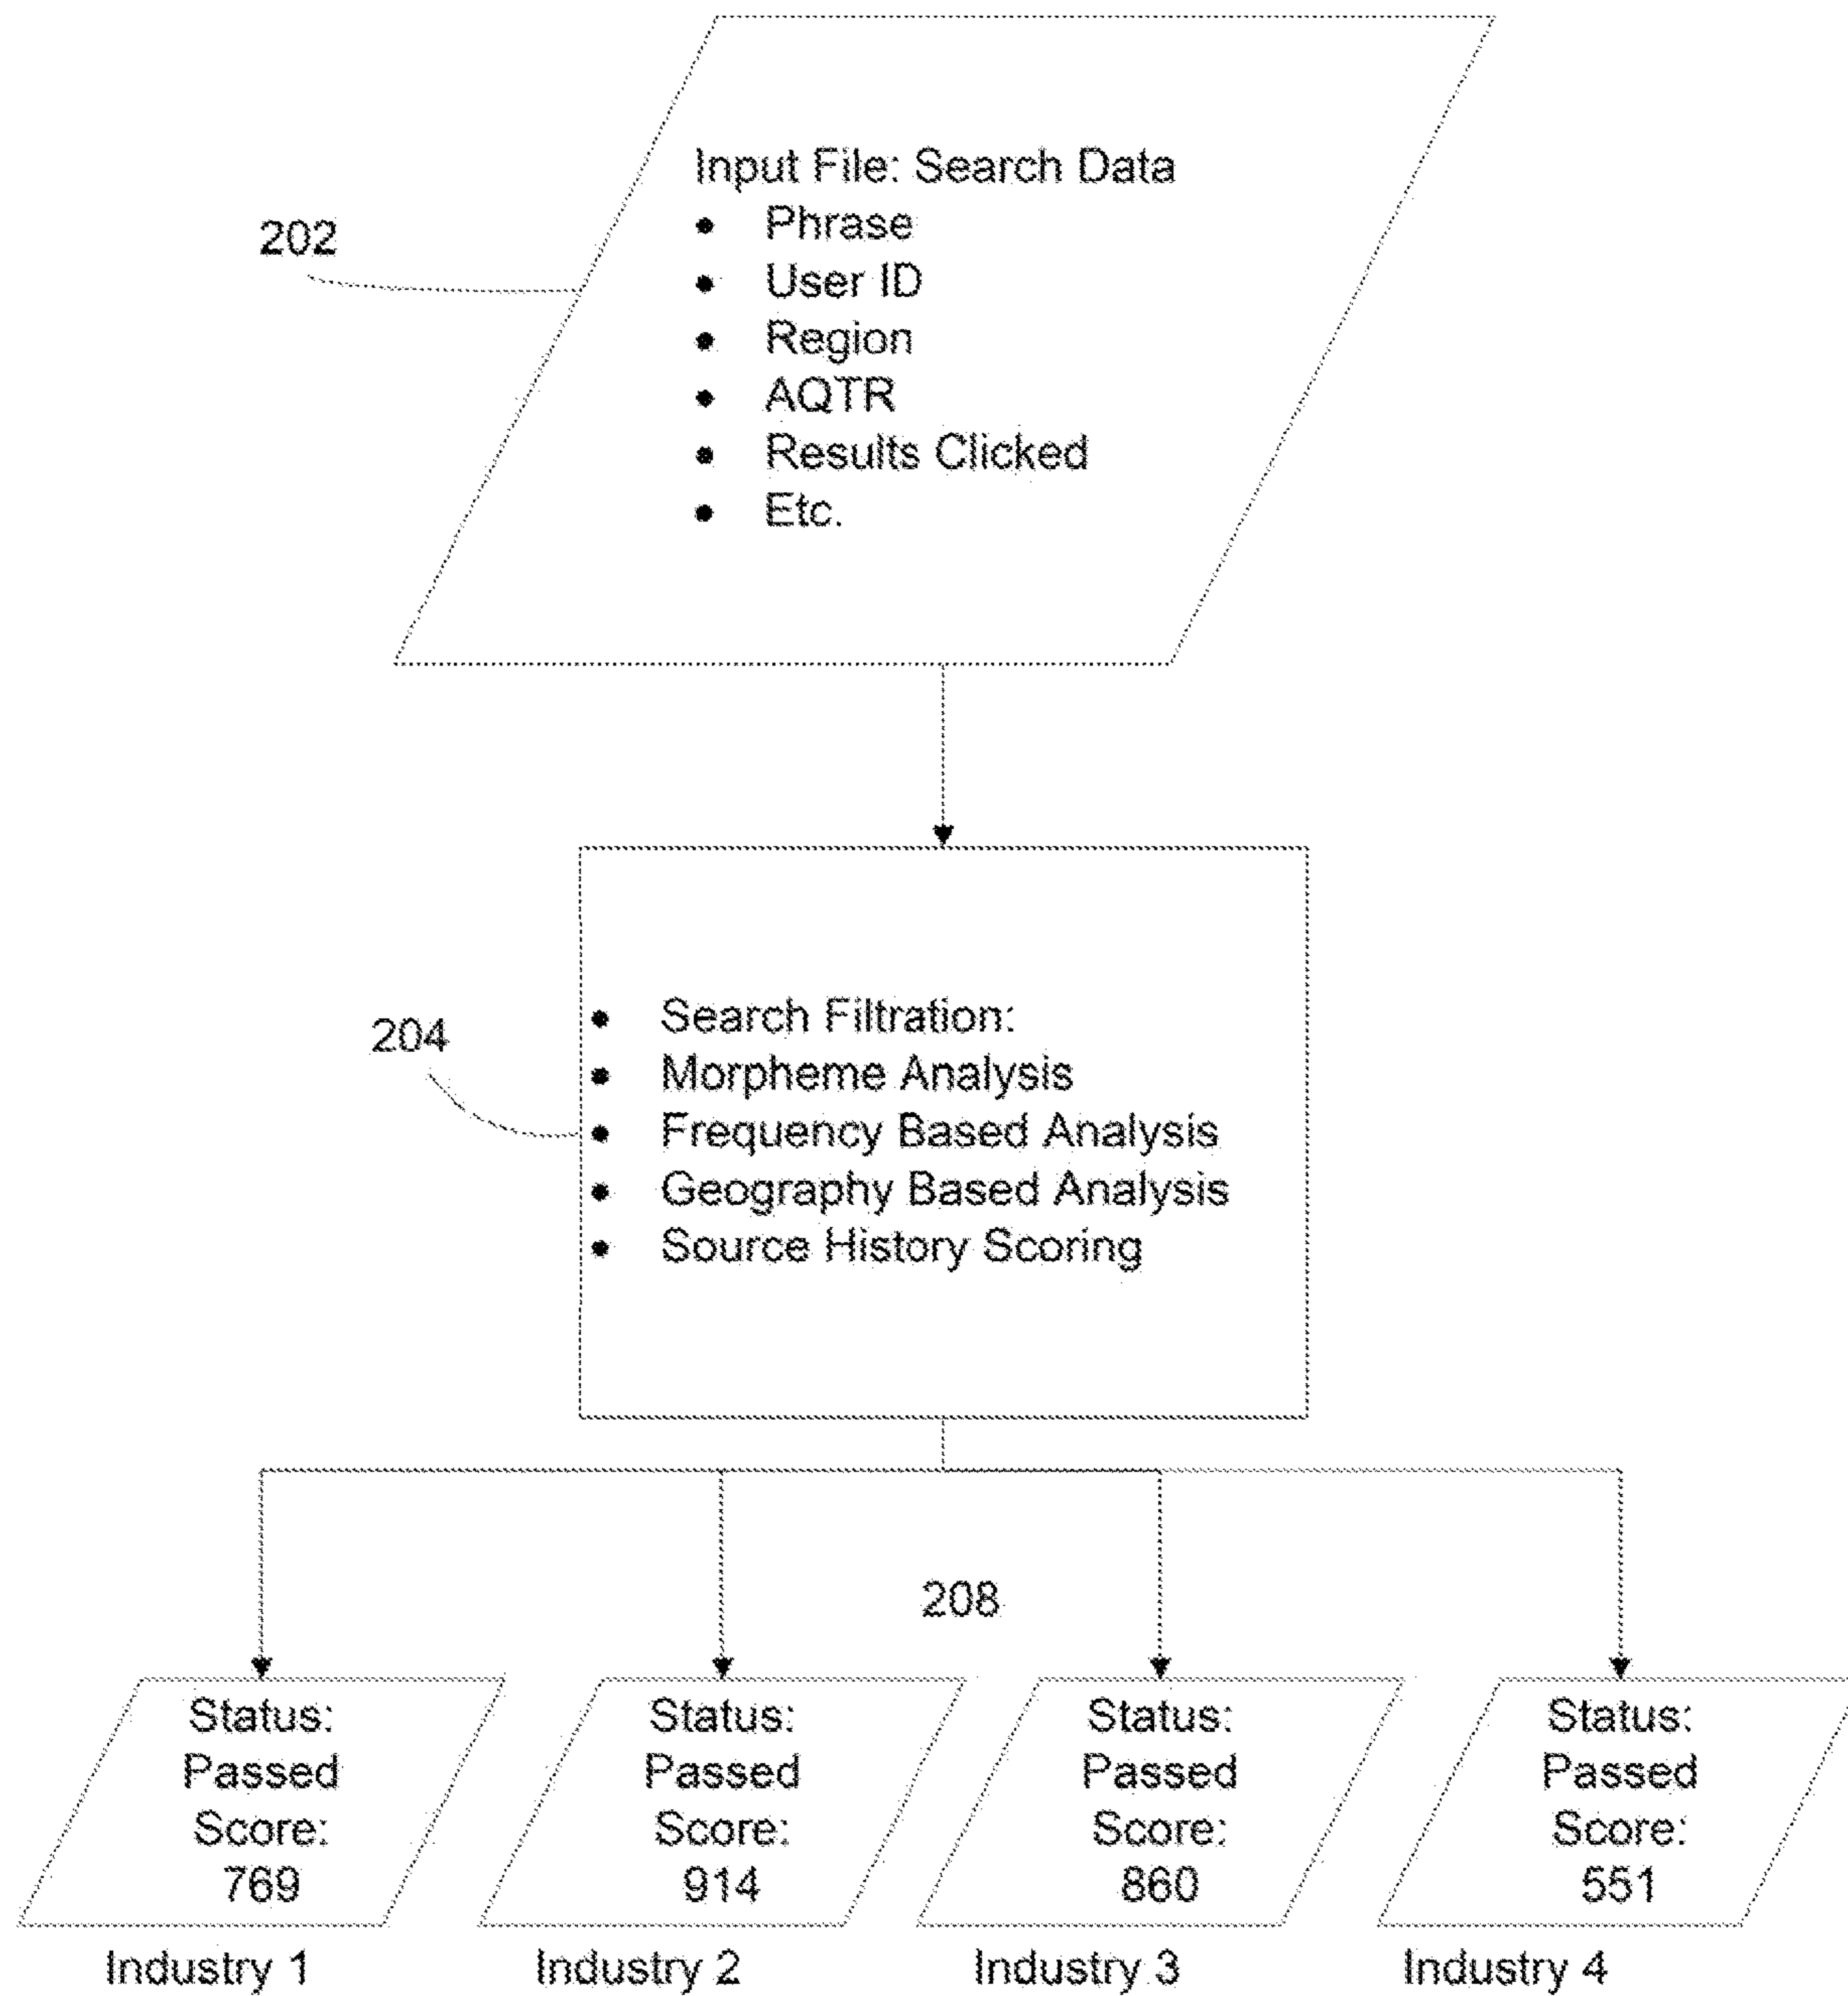 Input File: Search Data
• Phrase
202
• User ID
• Region
• AQTR
• Results Clicked
• Etc.
• Search Filtration:
204
• Morpheme Analysis
• Frequency Based Analysis
• Geography Based Analysis
• Source History Scoring
208
Status:
Passed
Score:
769
Industry 1
Status:
Passed
Score:
914
Industry 2
Status:
Passed
Score:
860
Industry 3
Status:
Passed
Score:
551
Industry 4